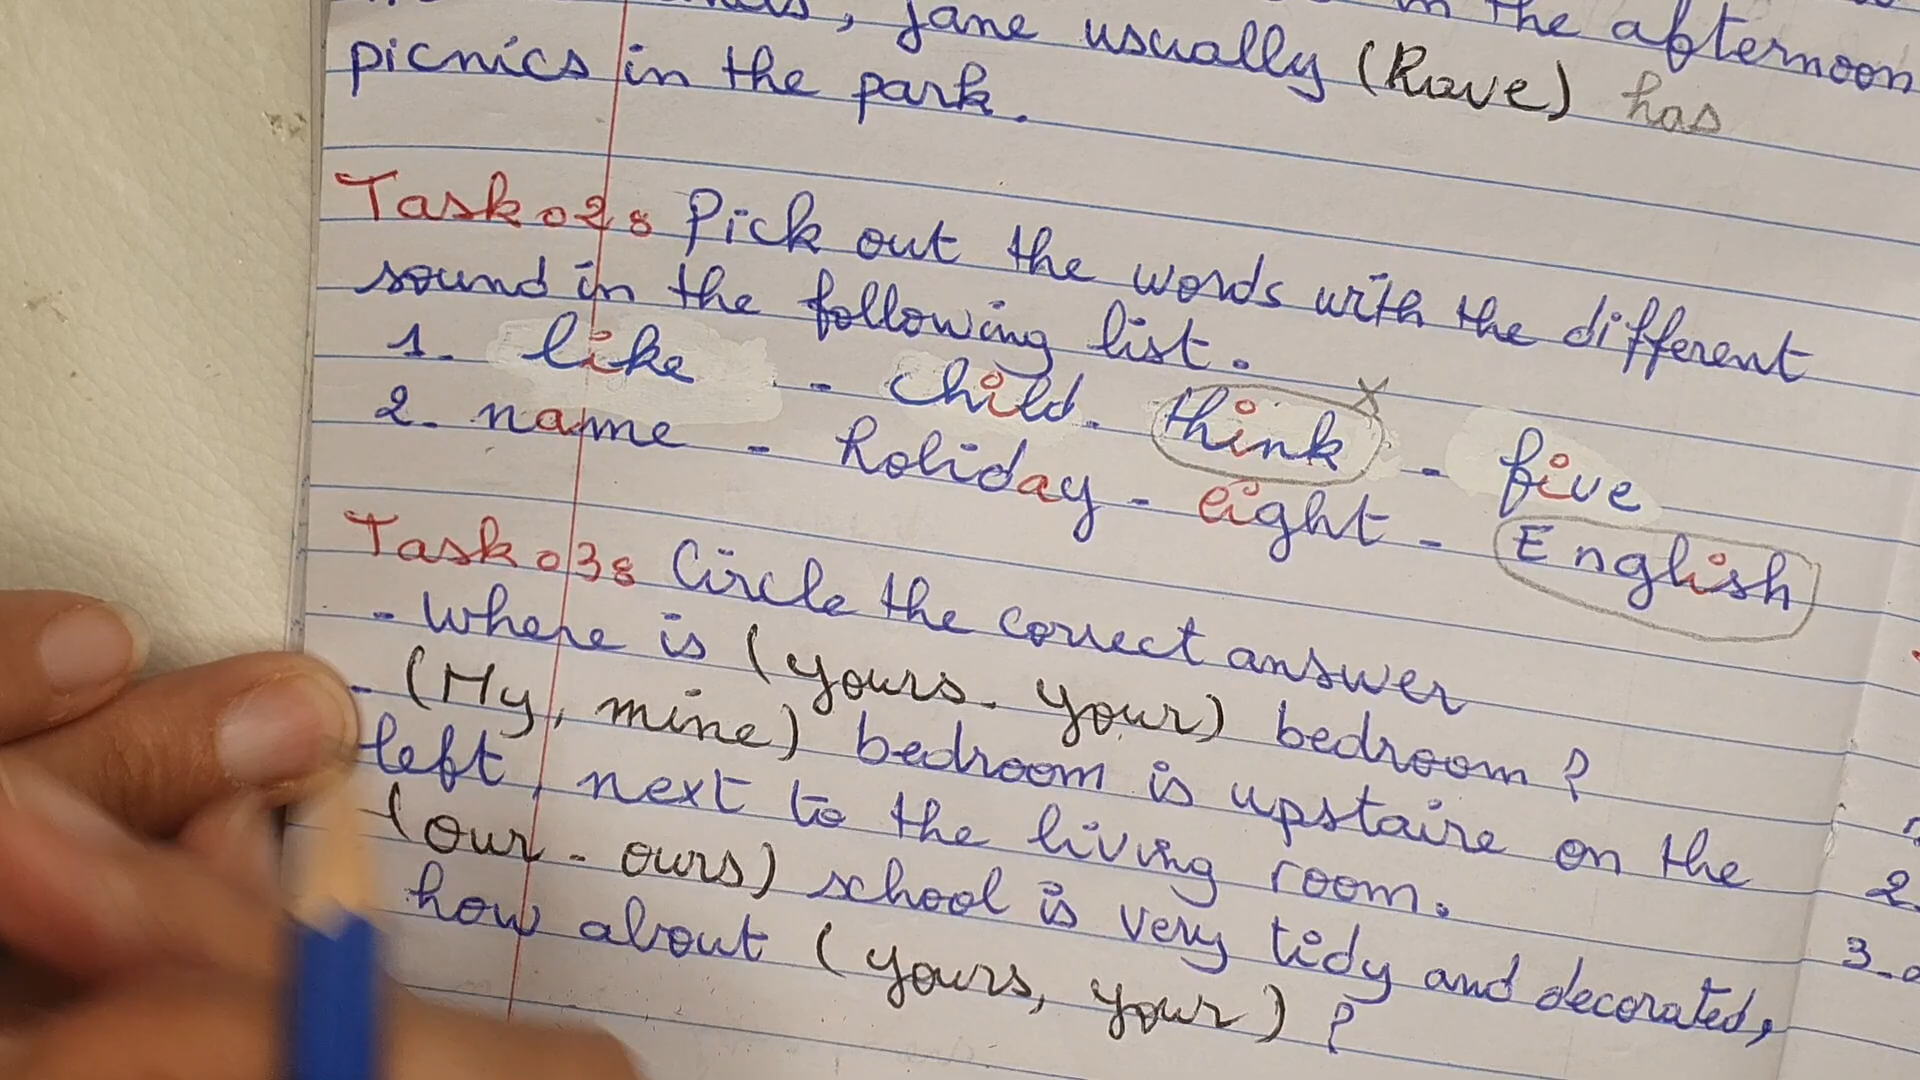 , Jane usually (have) has
in the afternoon
picnics in the park.
Task 02: Pick out the words with the different
sound in the following list.
1. like - child - think - five
2. name - holiday - eight - English
Task 03: Circle the correct answer
- where is (yours - your) bedroom ?
- (My, mine) bedroom is upstaire on the
left, next to the living room.
(our - ours) school is very tidy and decorated,
how about (yours, your) ?
2.
3-